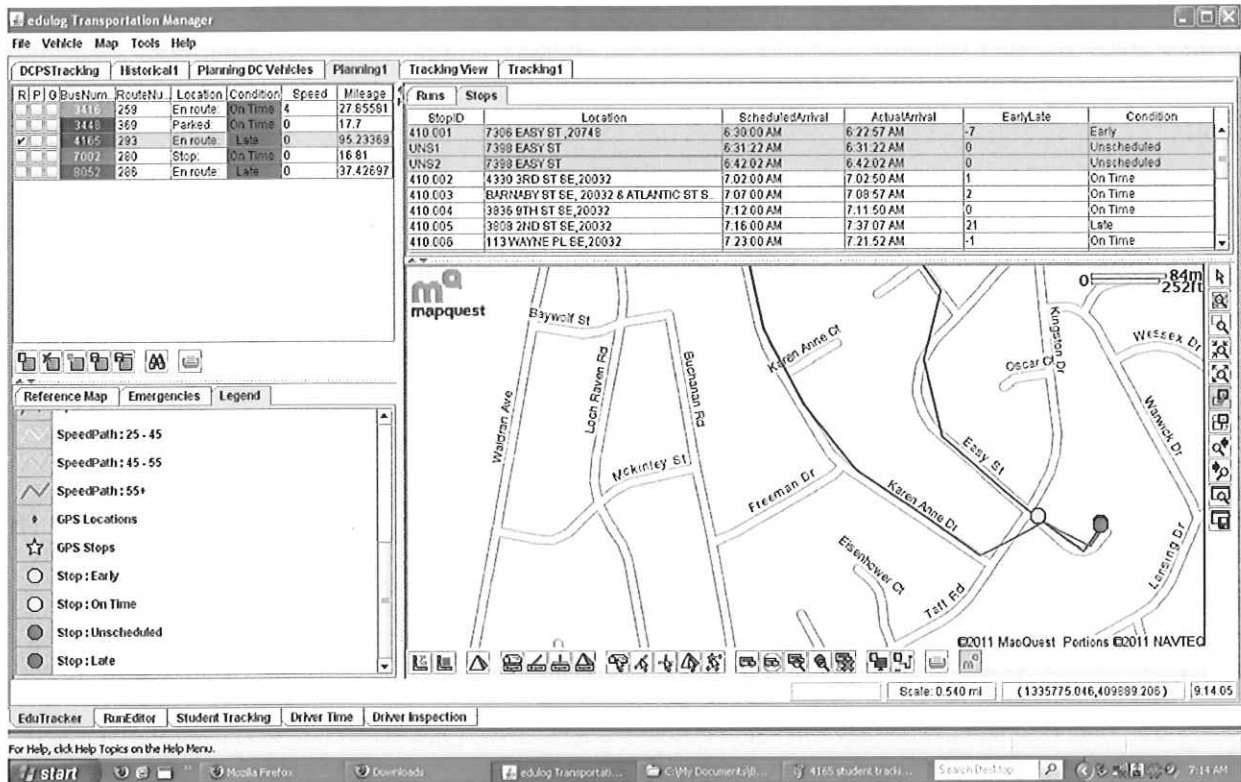 edulog Transportation Manager
File Vehicle Map Tools Help
DCPSTracking Historical1 Planning DC Vehicles Planning1 Tracking View Tracking1
R P G BusNum... RouteNu... Location Condition Speed Mileage
3416 259 En route: On Time 4 27.65581
3448 369 Parked: On Time 0 17.7
4165 293 En route: Late 0 95.23369
7002 280 Stop: On Time 0 16.81
8052 286 En route: Late 0 37.42697
Runs Stops
StopID Location ScheduledArrival ActualArrival EarlyLate Condition
410.001 7306 EASY ST ,20748 6:30:00 AM 6:22:57 AM -7 Early
UNS1 7398 EASY ST 6:31:22 AM 6:31:22 AM 0 Unscheduled
UNS2 7398 EASY ST 6:42:02 AM 6:42:02 AM 0 Unscheduled
410.002 4330 3RD ST SE,20032 7:02:00 AM 7:02:50 AM 1 On Time
410.003 BARNABY ST SE, 20032 & ATLANTIC ST S... 7:07:00 AM 7:08:57 AM 2 On Time
410.004 3836 9TH ST SE,20032 7:12:00 AM 7:11:50 AM 0 On Time
410.005 3808 2ND ST SE,20032 7:16:00 AM 7:37:07 AM 21 Late
410.006 113 WAYNE PL SE,20032 7:23:00 AM 7:21:52 AM -1 On Time
Reference Map Emergencies Legend
SpeedPath : 25 - 45
SpeedPath : 45 - 55
SpeedPath : 55+
GPS Locations
GPS Stops
Stop : Early
Stop : On Time
Stop : Unscheduled
Stop : Late
mapquest
0 84m
252ft
Baywolf St
Waldran Ave
Loch Raven Rd
Buchanan Rd
Mckinley St
Freeman Dr
Karen Anne Ct
Karen Anne Dr
Eisenhower Ct
Taft Rd
Easy St
Oscar Ct
Kingston Dr
Wessex Dr
Warwick Dr
Lansing Dr
©2011 MapQuest Portions ©2011 NAVTEQ
Scale: 0.540 mi (1335775.046,409889.206) 9.14.05
EduTracker RunEditor Student Tracking Driver Time Driver Inspection
For Help, click Help Topics on the Help Menu.
start Mozilla Firefox Downloads edulog Transportati... C:\My Documents\B... 4165 student tracki... Search Desktop 7:14 AM